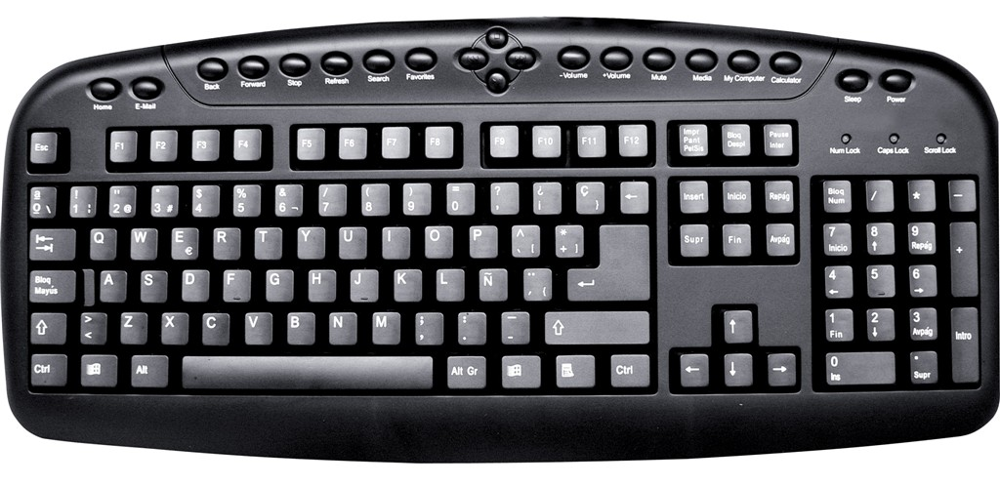 Back Forward Stop Refresh Search Favorites -Volume +Volume Mute Media My Computer Calculator
Home E-Mail Sleep Power
Num Lock Caps Lock Scroll Lock
Esc F1 F2 F3 F4 F5 F6 F7 F8 F9 F10 F11 F12
Impr Pant PetSis
Bloq Despl
Pausa Inter
ª º \ ! 1 | " 2 @ · 3 # $ 4 % 5 & 6 ¬ / 7 ( 8 ) 9 = 0 ? ' ¿ ¡ Ç } ←
Insert Inicio Repág
Bloq Num / * -
Q W E € R T Y U I O P ^ ` [ * + ]
Supr Fin Avpág
7 Inicio 8 ↑ 9 Repág +
Bloq Mayús A S D F G H J K L Ñ ¨ ´ {
4 ← 5 6 →
> < Z X C V B N M ; , : . _ -
↑
1 Fin 2 ↓ 3 Avpág Intro
Ctrl Alt Alt Gr Ctrl
← ↓ →
0 Ins . Supr